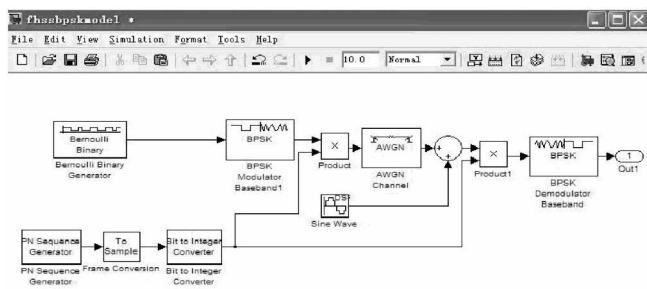 fhssbpskmodel *
File Edit View Simulation Format Tools Help
10.0 Normal
Bernoulli
Binary
Bernoulli Binary
Generator
BPSK
BPSK
Modulator
Baseband1
×
Product
AWGN
AWGN
Channel
+
+
DSP
Sine Wave
×
Product1
BPSK
BPSK
Demodulator
Baseband
1
Out1
PN Sequence
Generator
PN Sequence
Generator
To
Sample
Frame Conversion
Bit to Integer
Converter
Bit to Integer
Converter